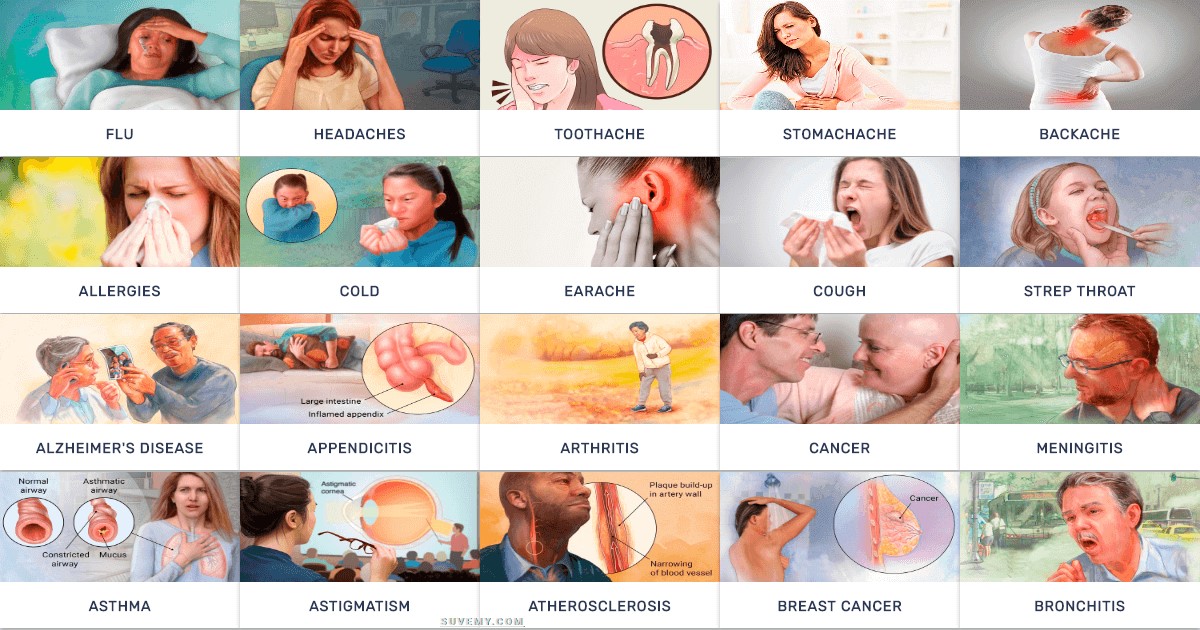 FLU
HEADACHES
TOOTHACHE
STOMACHACHE
BACKACHE
ALLERGIES
COLD
EARACHE
COUGH
STREP THROAT
Large intestine
Inflamed appendix
ALZHEIMER'S DISEASE
APPENDICITIS
ARTHRITIS
CANCER
MENINGITIS
Normal
airway
Asthmatic
airway
Constricted
airway
Mucus
Astigmatic
cornea
Plaque build-up
in artery wall
Narrowing
of blood vessel
Cancer
ASTHMA
ASTIGMATISM
ATHEROSCLEROSIS
BREAST CANCER
BRONCHITIS
SUVEMY.COM